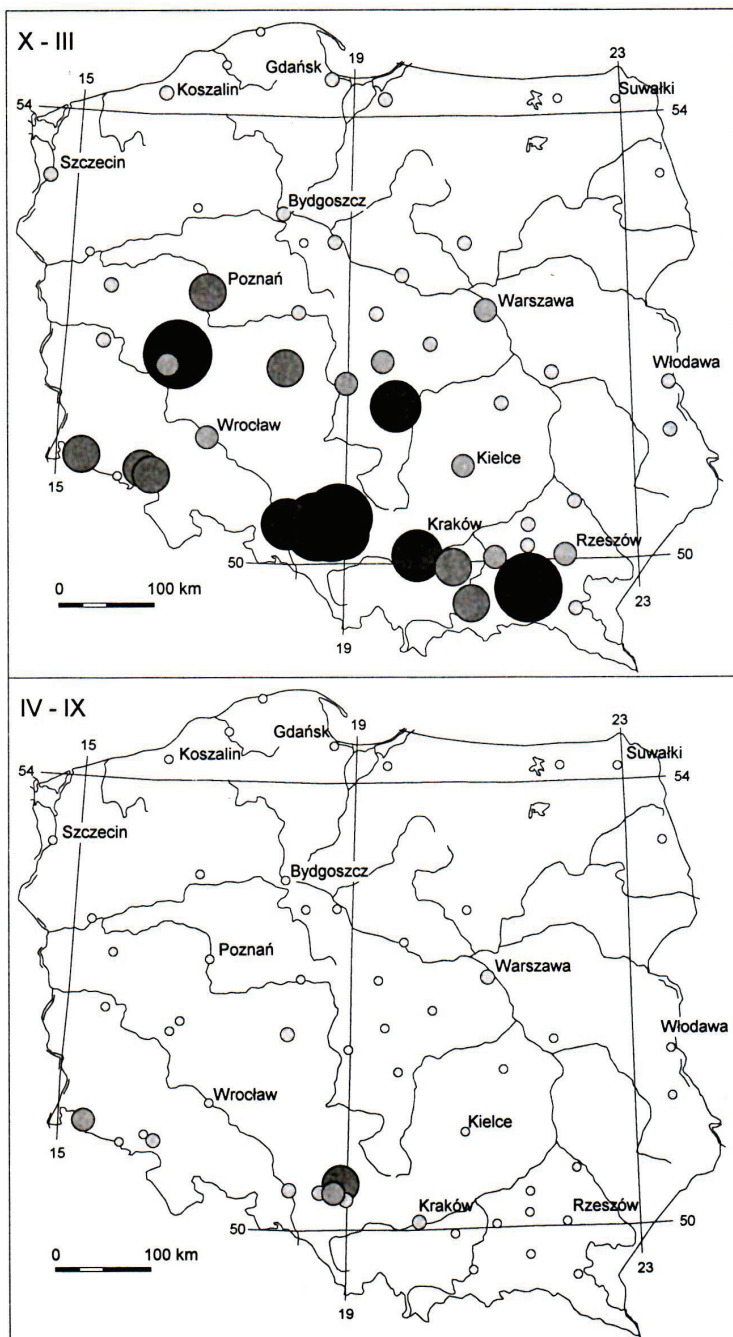 X - III
15
19
23
Gdańsk
Koszalin
Suwałki
54
54
Szczecin
Bydgoszcz
Poznań
Warszawa
Włodawa
Wrocław
Kielce
15
Kraków
Rzeszów
50
50
0 100 km
23
19
IV - IX
15
19
23
Gdańsk
Koszalin
Suwałki
54
54
Szczecin
Bydgoszcz
Poznań
Warszawa
Włodawa
Wrocław
Kielce
15
Kraków
Rzeszów
50
50
0 100 km
23
19